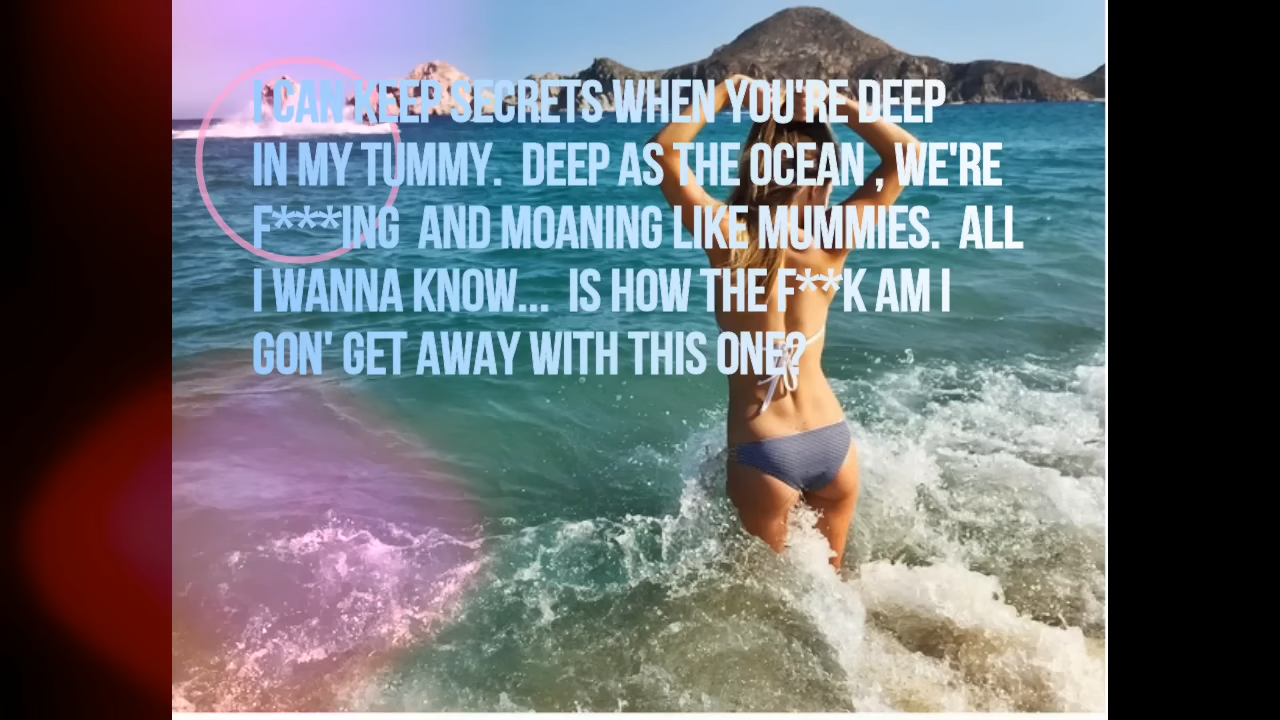 I CAN KEEP SECRETS WHEN YOU'RE DEEP
IN MY TUMMY. DEEP AS THE OCEAN , WE'RE
F***ING AND MOANING LIKE MUMMIES. ALL
I WANNA KNOW... IS HOW THE F**K AM I
GON' GET AWAY WITH THIS ONE?